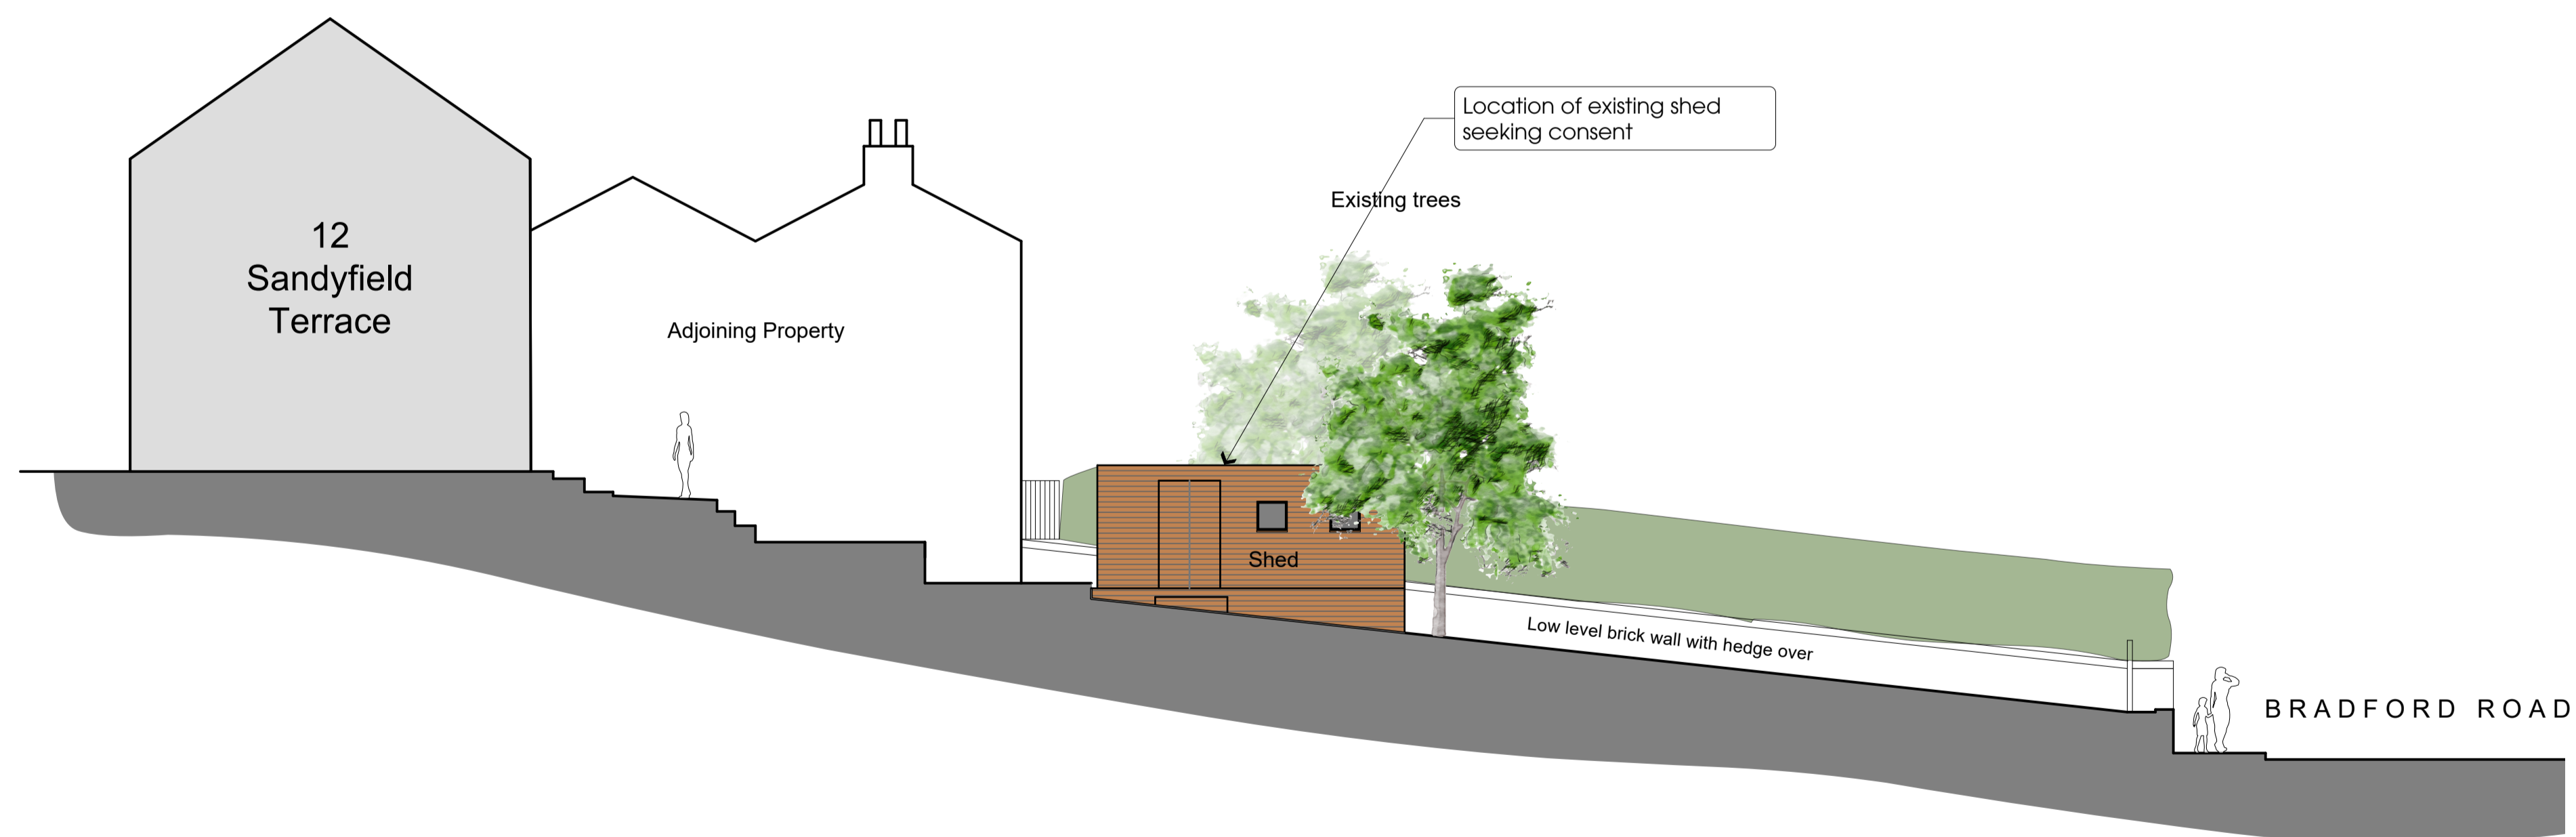 12
Sandyfield
Terrace
Adjoining Property
Location of existing shed
seeking consent
Existing trees
Shed
Low level brick wall with hedge over
BRADFORD ROAD